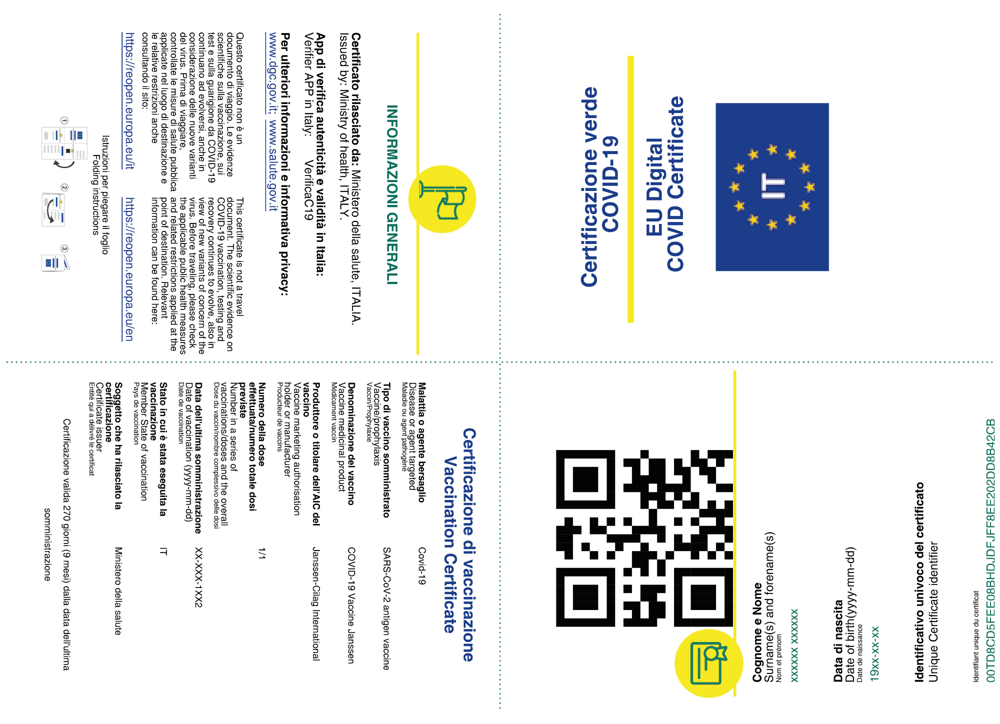 IT
EU Digital
COVID Certificate
Certificazione verde
COVID-19
Cognome e Nome
Surname(s) and forename(s)
Nom et prénom
xxxxxx xxxxxxx
Data di nascita
Date of birth(yyyy-mm-dd)
Date de naissance
19xx-xx-xx
Identificativo univoco del certificato
Unique Certificate identifier
Identifiant unique du certificat
00TD8CD5FEE08BHDJDFJFF8EE202DD8B42CB
INFORMAZIONI GENERALI
Certificato rilasciato da: Ministero della salute, ITALIA.
Issued by: Ministry of health, ITALY.
App di verifica autenticità e validità in Italia:
Verifier APP in Italy: VerificaC19
Per ulteriori informazioni e informativa privacy:
www.dgc.gov.it; www.salute.gov.it
Questo certificato non è un
documento di viaggio. Le evidenze
scientifiche sulla vaccinazione, sui
test e sulla guarigione da COVID-19
continuano ad evolversi, anche in
considerazione delle nuove varianti
del virus. Prima di viaggiare,
controllate le misure di salute pubblica
applicate nel luogo di destinazione e
le relative restrizioni anche
consultando il sito:
https://reopen.europa.eu/it
This certificate is not a travel
document. The scientific evidence on
COVID-19 vaccination, testing and
recovery continues to evolve, also in
view of new variants of concern of the
virus. Before traveling, please check
the applicable public health measures
and related restrictions applied at the
point of destination. Relevant
information can be found here:
https://reopen.europa.eu/en
Istruzioni per piegare il foglio
Folding instructions
1
2
3
Certificazione di vaccinazione
Vaccination Certificate
Malattia o agente bersaglio
Disease or agent targeted
Maladie ou agent pathogène
Covid-19
Tipo di vaccino somministrato
Vaccine/prophylaxis
Vaccin/Prophylaxie
SARS-CoV-2 antigen vaccine
Denominazione del vaccino
Vaccine medicinal product
Médicament vaccin
COVID-19 Vaccine Janssen
Produttore o titolare dell'AIC del
vaccino
Vaccine marketing authorisation
holder or manufacturer
Producteur de vaccins
Janssen-Cilag International
Numero della dose
effettuata/numero totale dosi
previste
Number in a series of
vaccinations/doses and the overall
Dose du vaccin/nombre complessivo delle dosi
1/1
Data dell'ultima somministrazione
Date of vaccination (yyyy-mm-dd)
Date de vaccination
XX-XXX-1XX2
Stato in cui è stata eseguita la
vaccinazione
Member State of vaccination
Pays de vaccination
IT
Soggetto che ha rilasciato la
certificazione
Certificate issuer
Entité qui a délivré le certificat
Ministero della salute
Certificazione valida 270 giorni (9 mesi) dalla data dell'ultima
somministrazione